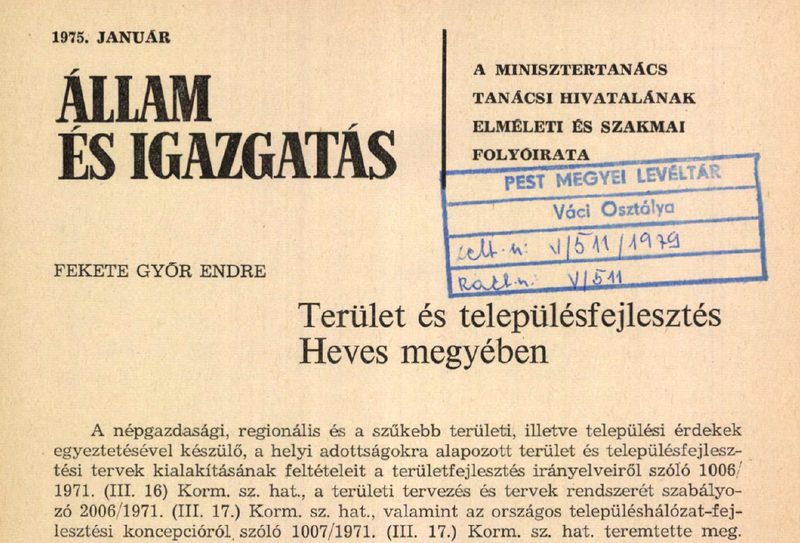 1975. JANUÁR
ÁLLAM
ÉS IGAZGATÁS
A MINISZTERTANÁCS
TANÁCSI HIVATALÁNAK
ELMÉLETI ÉS SZAKMAI
FOLYÓIRATA
PEST MEGYEI LEVÉLTÁR
Váci Osztálya
V/511/1979
V/511
FEKETE GYŐR ENDRE
Terület és településfejlesztés
Heves megyében
A népgazdasági, regionális és a szűkebb területi, illetve települési érdekek
egyeztetésével készülő, a helyi adottságokra alapozott terület és településfejlesz-
tési tervek kialakításának feltételeit a területfejlesztés irányelveiről szóló 1006/
1971. (III. 16) Korm. sz. hat., a területi tervezés és tervek rendszerét szabályo-
zó 2006/1971. (III. 17.) Korm. sz. hat., valamint az országos településhálózat-fej-
lesztési koncepcióról szóló 1007/1971. (III. 17.) Korm. sz. hat. teremtette meg.